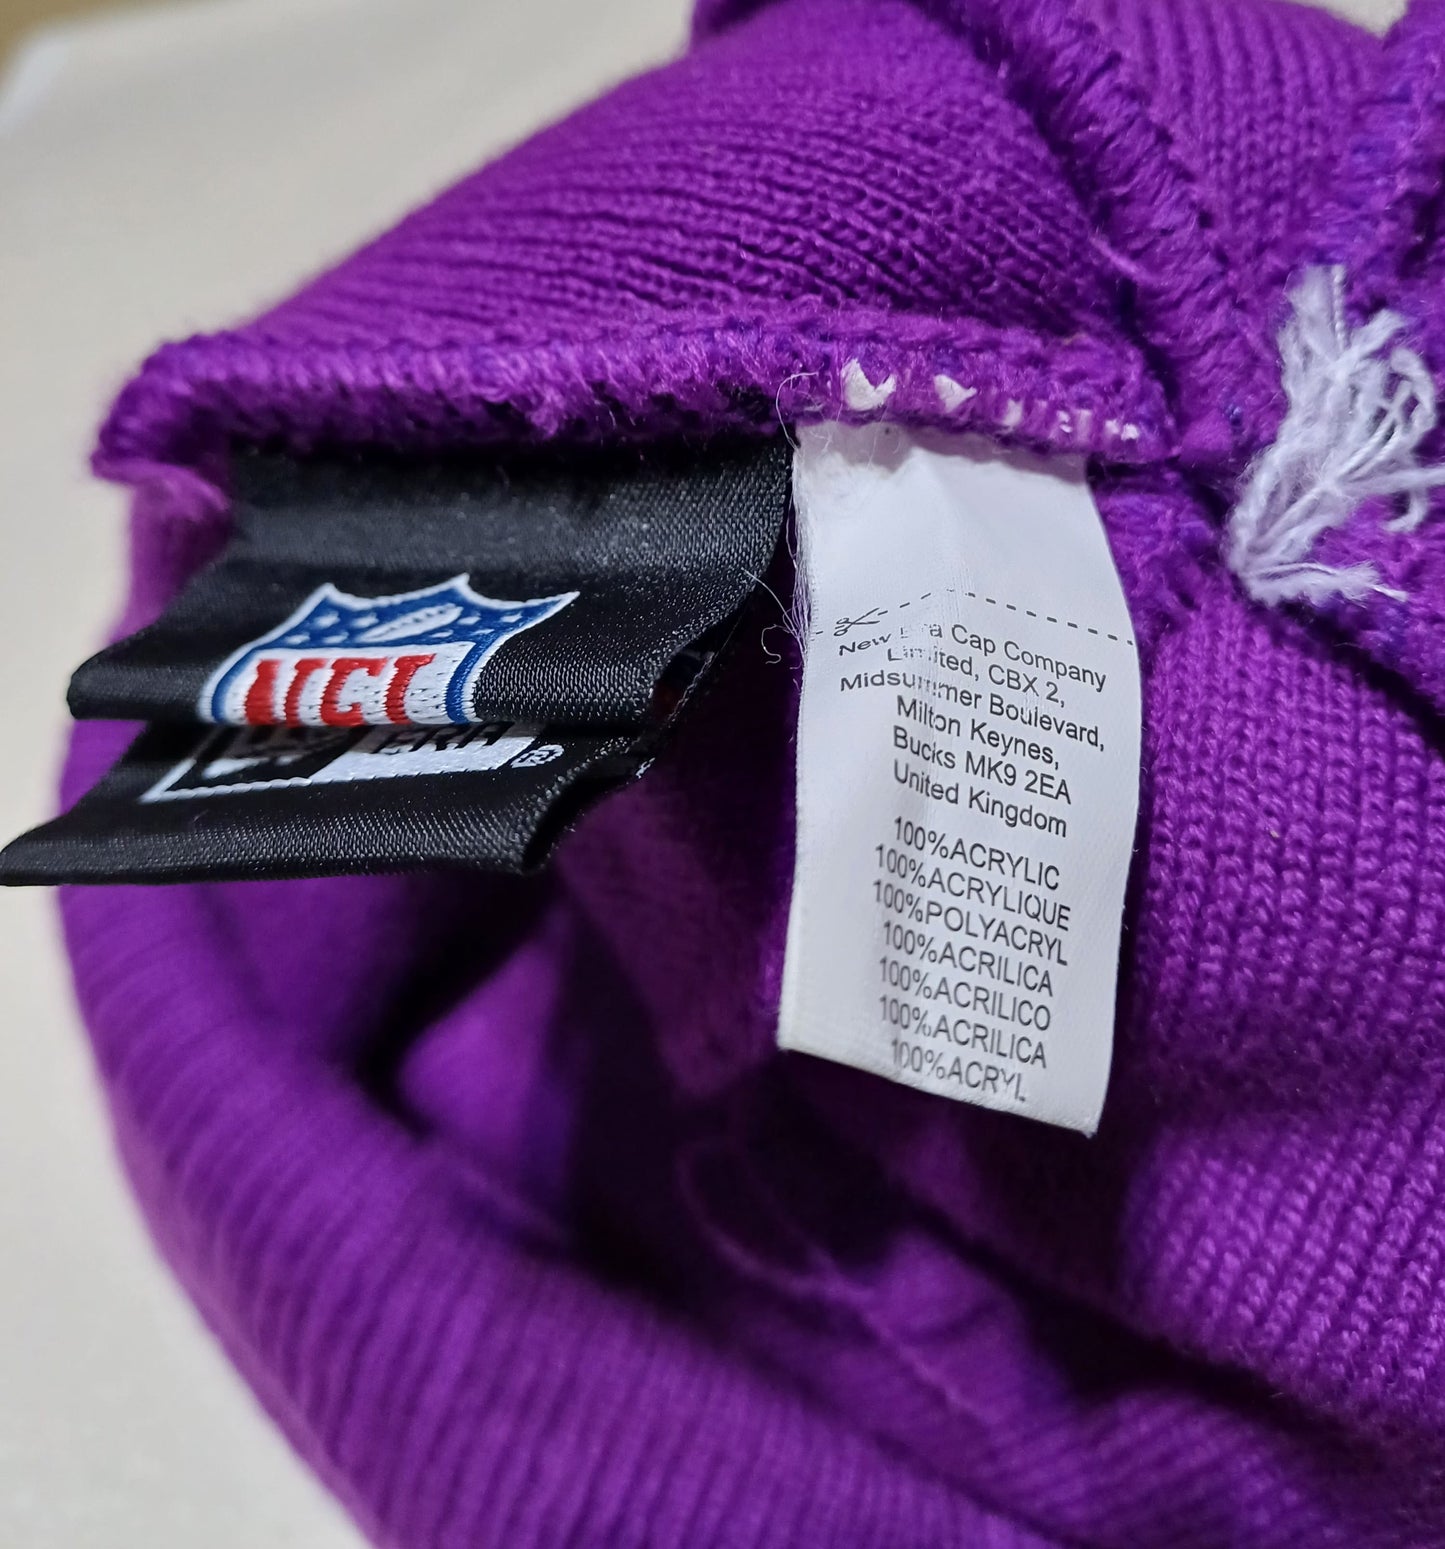 ERA ®
New Era Cap Company
Limited, CBX 2,
Midsummer Boulevard,
Milton Keynes,
Bucks MK9 2EA
United Kingdom
100%ACRYLIC
100%ACRYLIQUE
100%POLYACRYL
100%ACRILICA
100%ACRILICO
100%ACRILICA
100%ACRYL